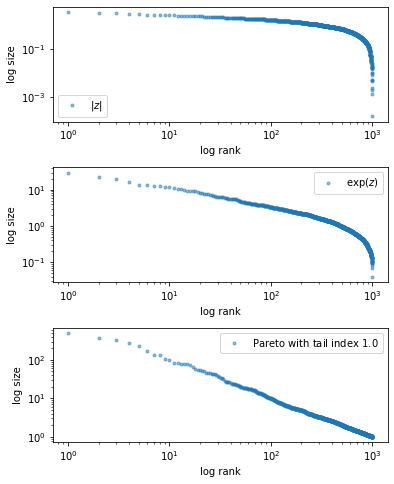 10⁻¹
10⁻³
log size
|z|
10⁰ 10¹ 10² 10³
log rank
10¹
10⁰
10⁻¹
log size
exp(z)
10⁰ 10¹ 10² 10³
log rank
10²
10¹
10⁰
log size
Pareto with tail index 1.0
10⁰ 10¹ 10² 10³
log rank